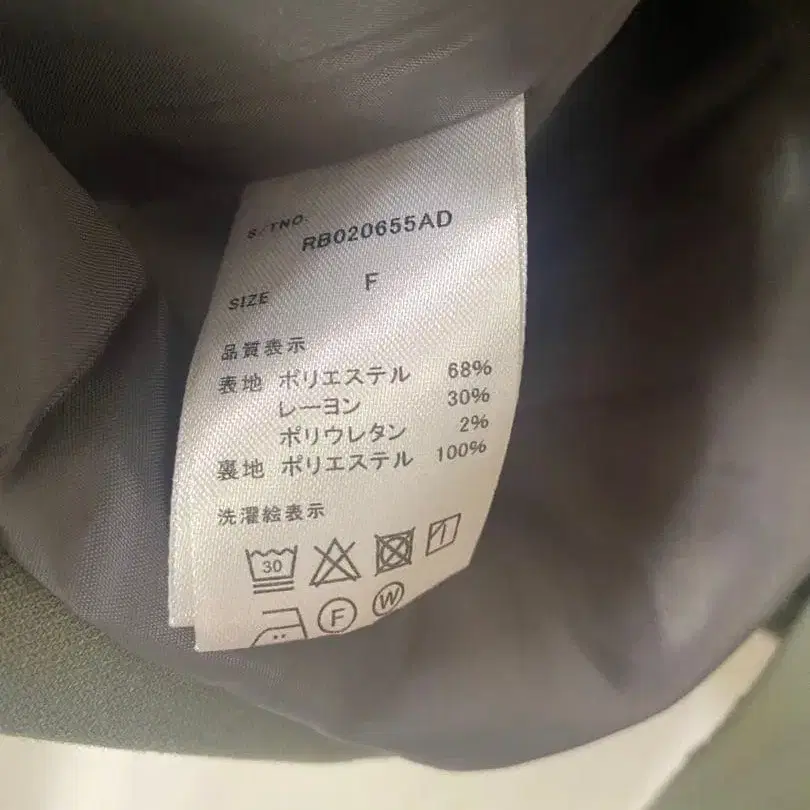 S/TNO.
RB020655AD
SIZE F
品質表示
表地 ポリエステル 68%
レーヨン 30%
ポリウレタン 2%
裏地 ポリエステル 100%
洗濯絵表示
30
F W